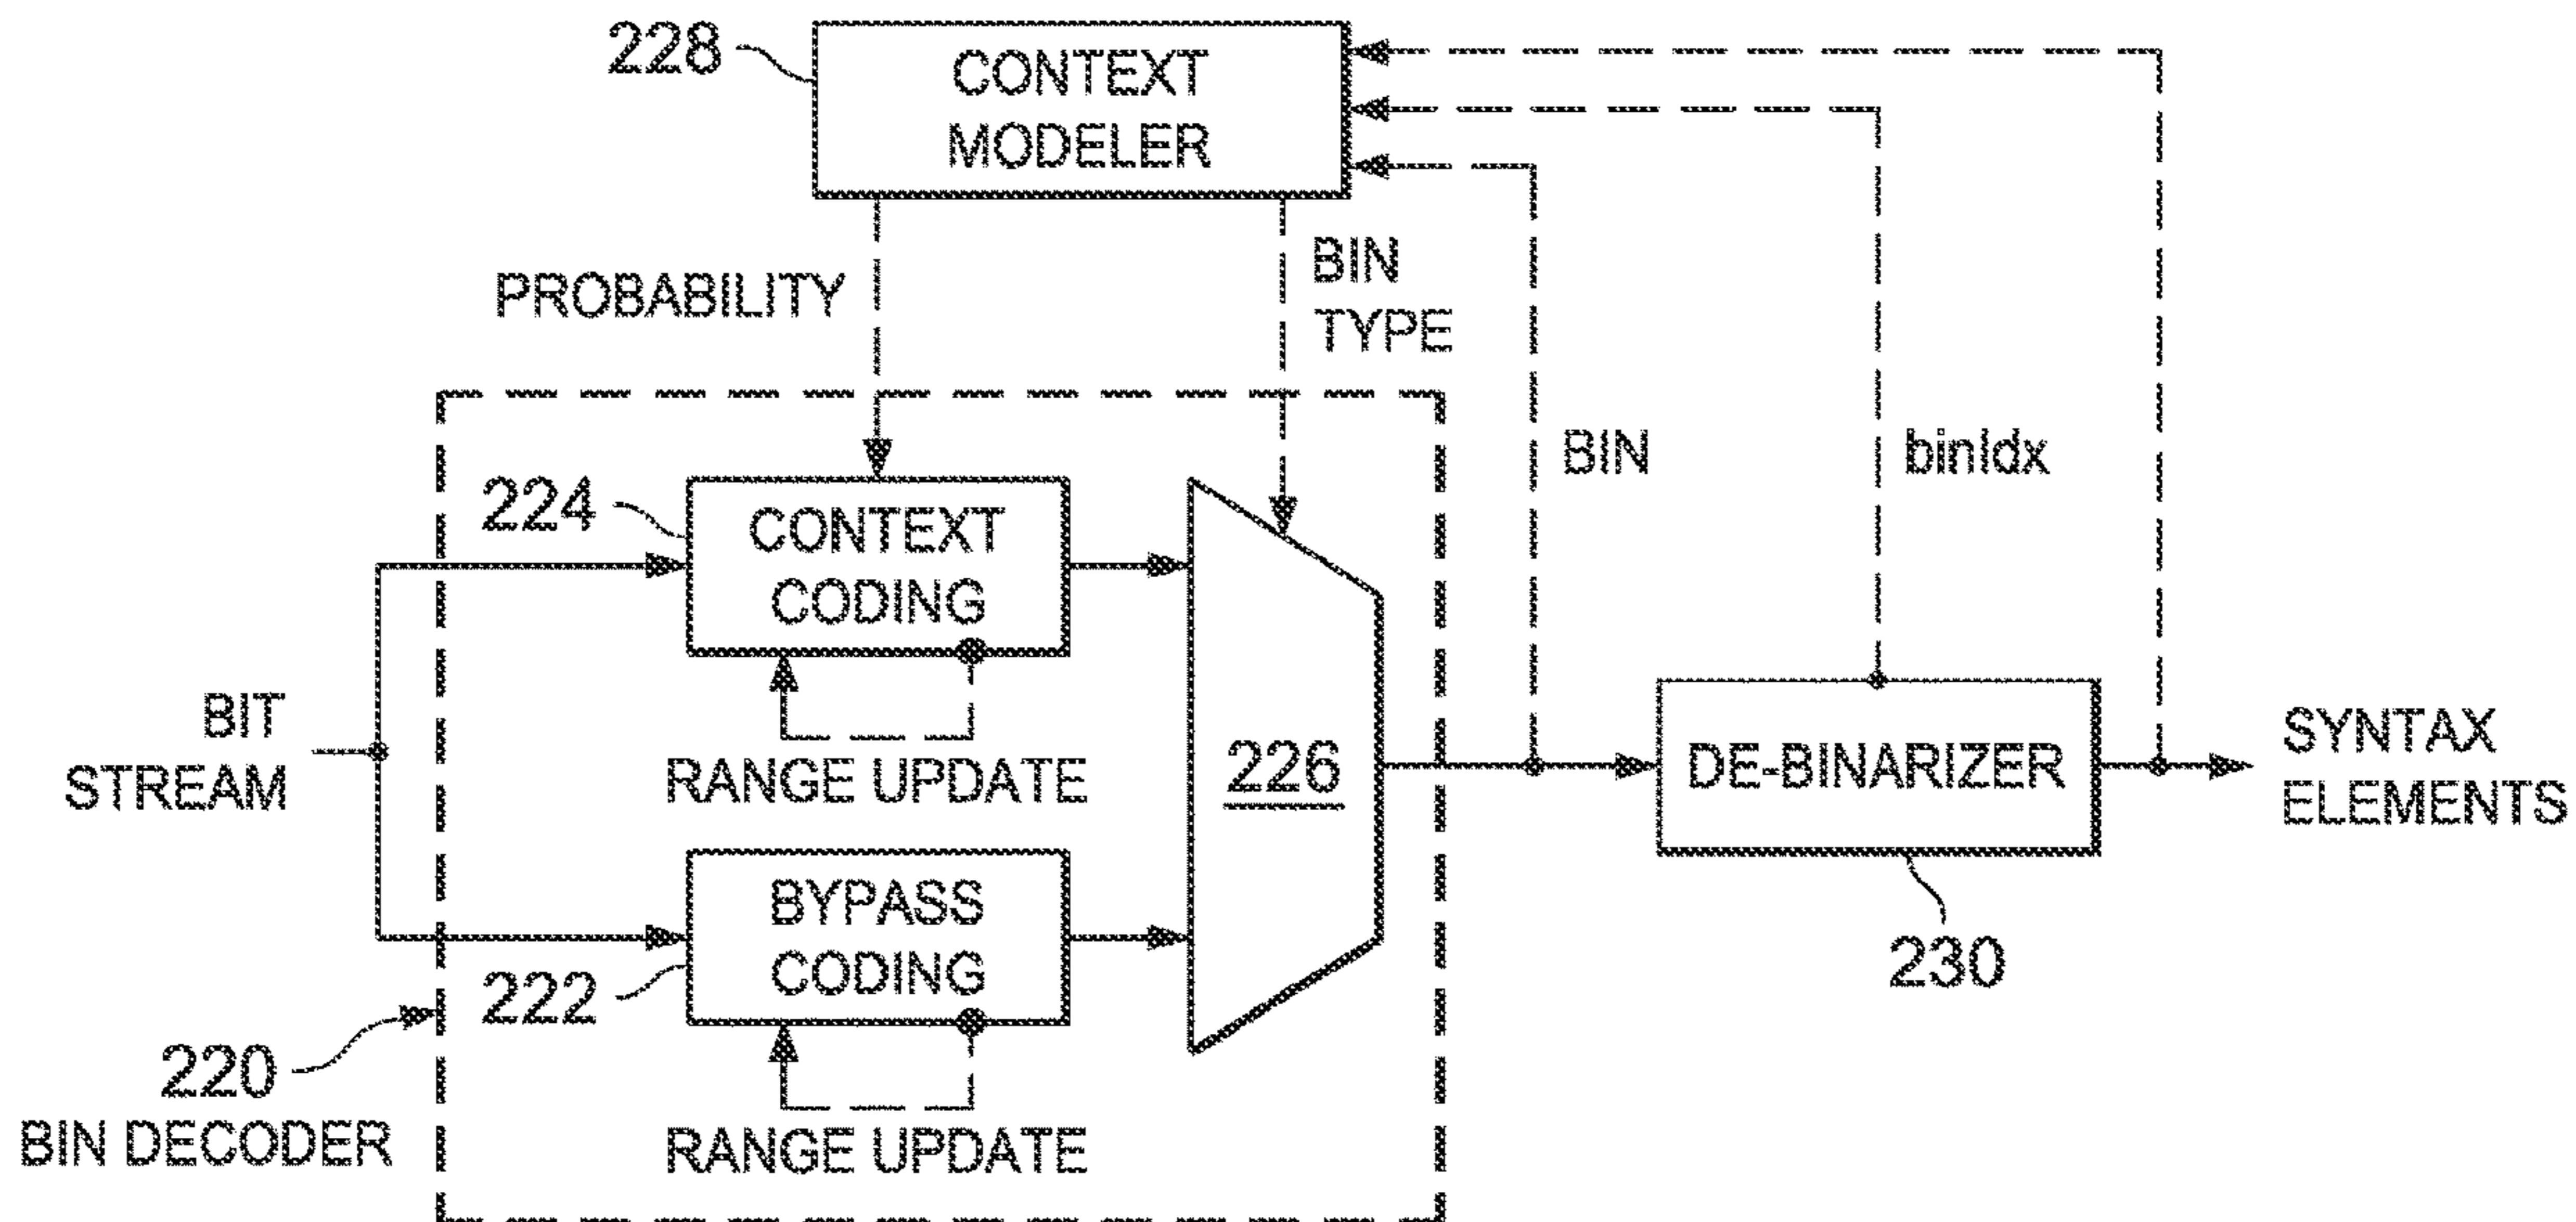 228
CONTEXT
MODELER
PROBABILITY
BIN
TYPE
BIN
binIdx
224
CONTEXT
CODING
RANGE UPDATE
BIT
STREAM
226
DE-BINARIZER
SYNTAX
ELEMENTS
230
BYPASS
CODING
222
RANGE UPDATE
220
BIN DECODER